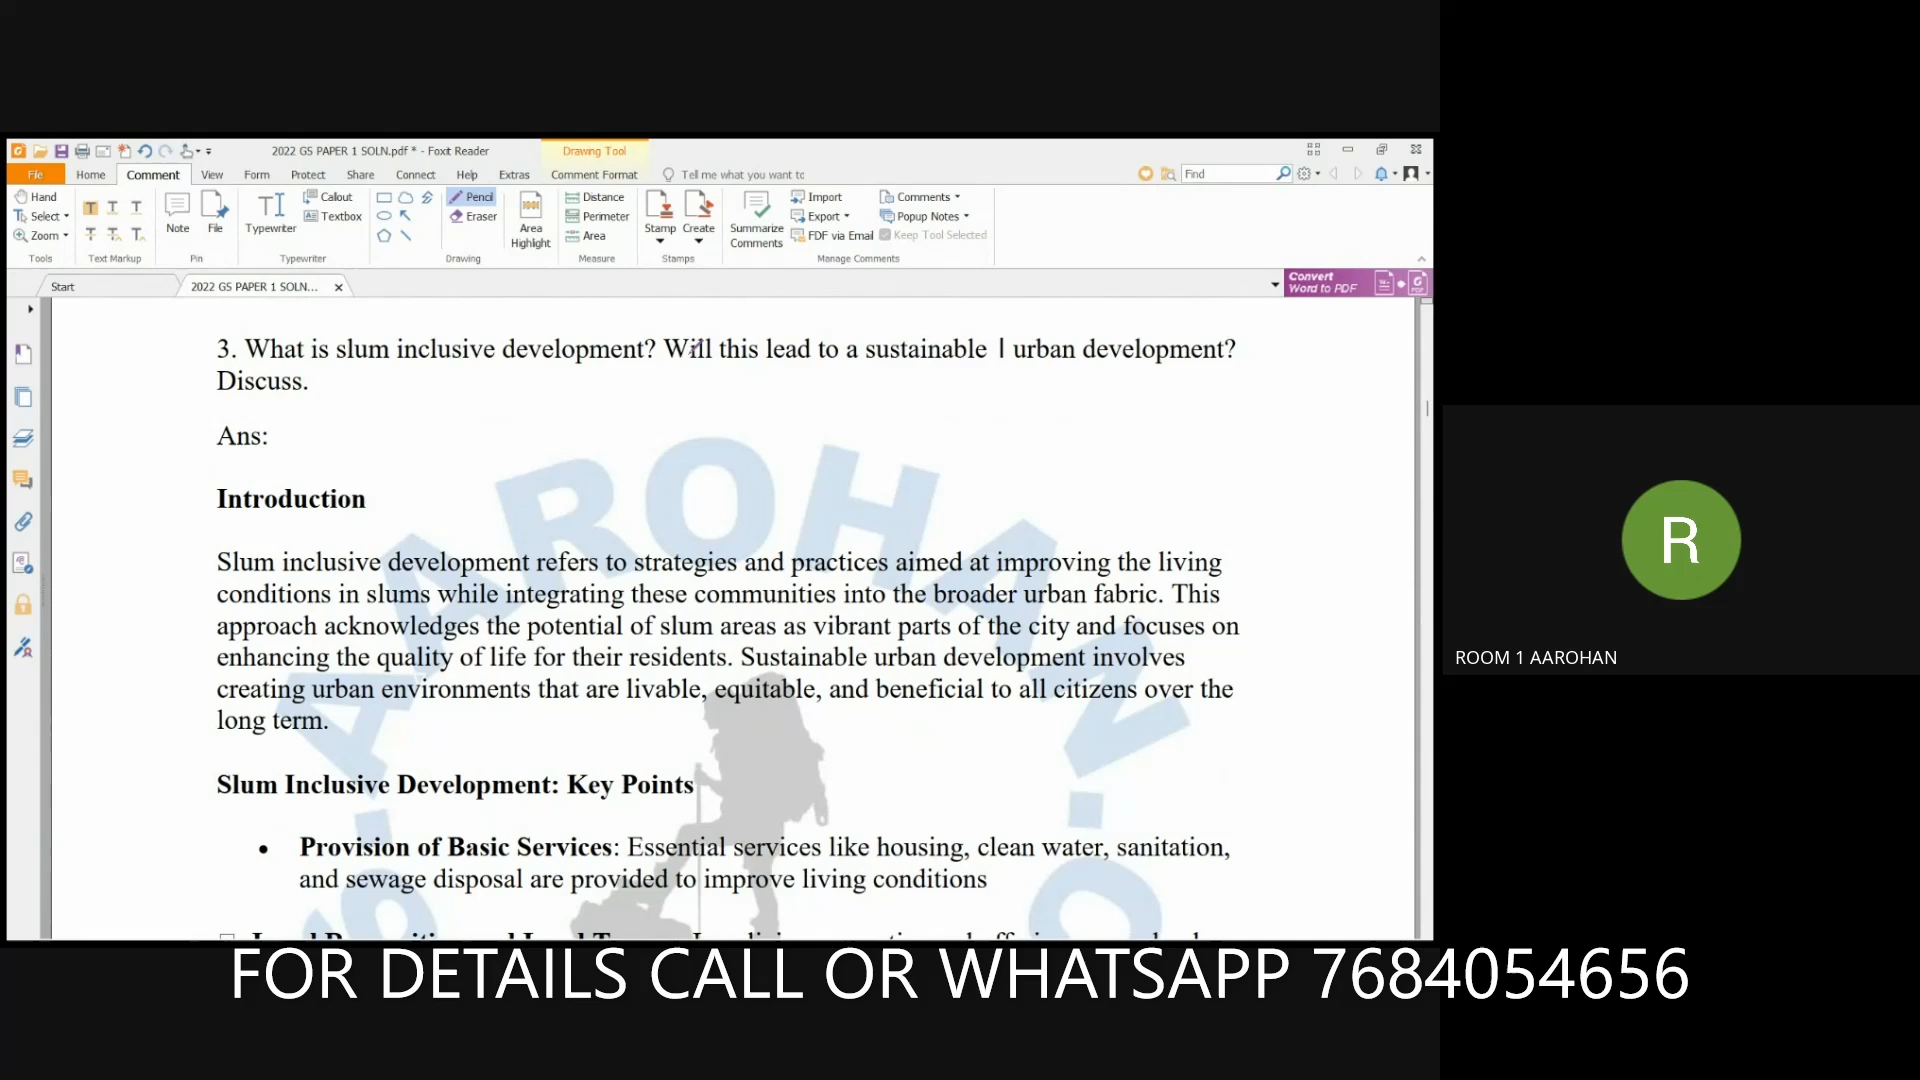 2022 GS PAPER 1 SOLN.pdf * - Foxit Reader
Drawing Tool
File Home Comment View Form Protect Share Connect Help Extras Comment Format Tell me what you want to Find
Hand
Select
Zoom
Tools
Text Markup
Note
File
Pin
Typewriter
Callout
Textbox
Typewriter
Pencil
Eraser
Area Highlight
Drawing
Distance
Perimeter
Area
Measure
Stamp
Create
Stamps
Summarize Comments
Import
Export
FDF via Email
Comments
Popup Notes
Keep Tool Selected
Manage Comments
Start
2022 GS PAPER 1 SOLN...
Convert
Word to PDF
3. What is slum inclusive development? Will this lead to a sustainable l urban development?
Discuss.
Ans:
Introduction
Slum inclusive development refers to strategies and practices aimed at improving the living
conditions in slums while integrating these communities into the broader urban fabric. This
approach acknowledges the potential of slum areas as vibrant parts of the city and focuses on
enhancing the quality of life for their residents. Sustainable urban development involves
creating urban environments that are livable, equitable, and beneficial to all citizens over the
long term.
Slum Inclusive Development: Key Points
• Provision of Basic Services: Essential services like housing, clean water, sanitation,
and sewage disposal are provided to improve living conditions
AAROHAN
R
ROOM 1 AAROHAN
FOR DETAILS CALL OR WHATSAPP 7684054656